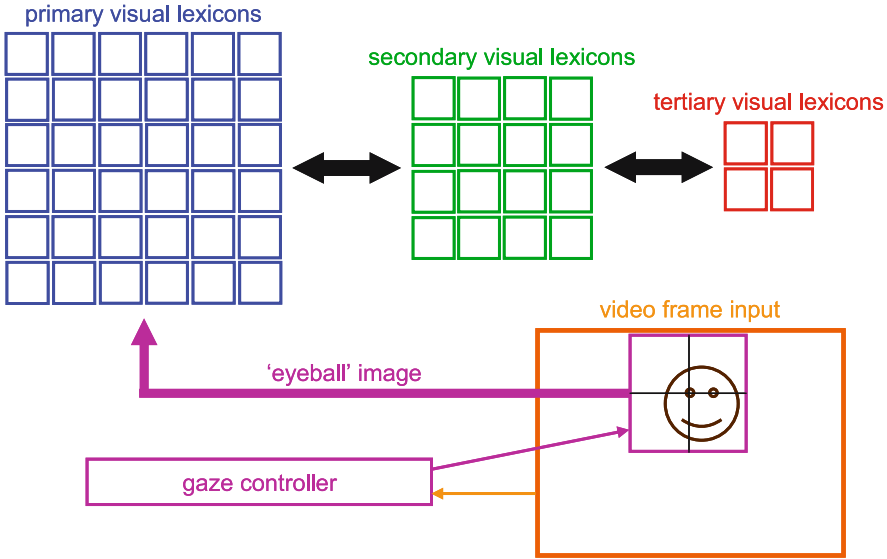 primary visual lexicons
secondary visual lexicons
tertiary visual lexicons
video frame input
‘eyeball’ image
gaze controller